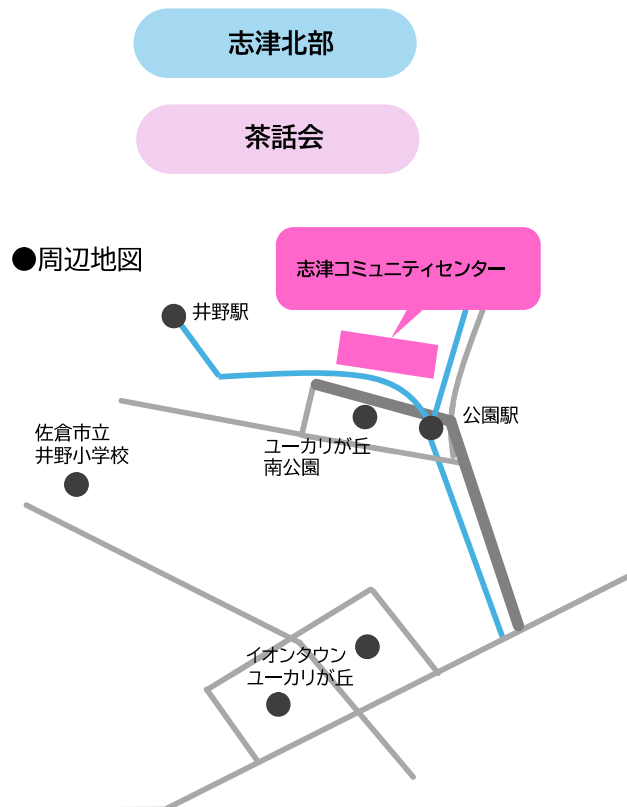 志津北部
茶話会
●周辺地図
志津コミュニティセンター
井野駅
公園駅
佐倉市立
井野小学校
ユーカリが丘
南公園
イオンタウン
ユーカリが丘